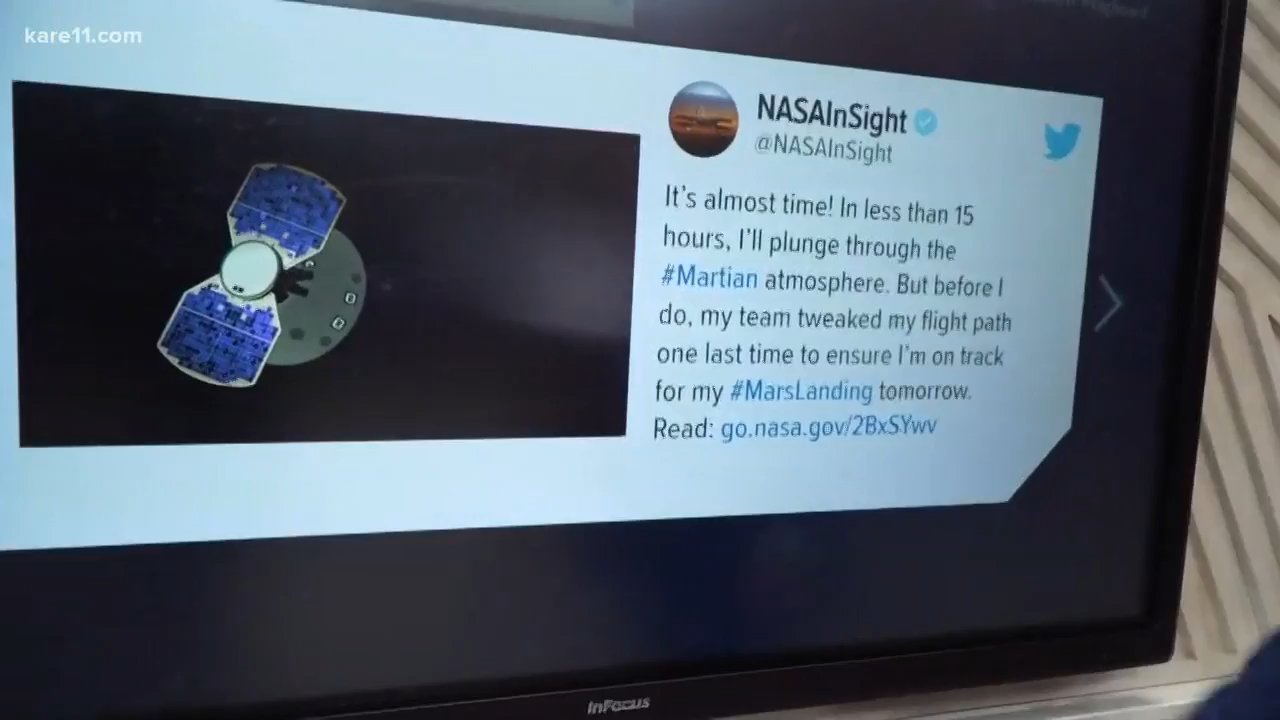 kare11.com
NASAInSight
@NASAInSight
It's almost time! In less than 15
hours, I'll plunge through the
#Martian atmosphere. But before I
do, my team tweaked my flight path
one last time to ensure I'm on track
for my #MarsLanding tomorrow.
Read: go.nasa.gov/2BxSYwv
InFocus